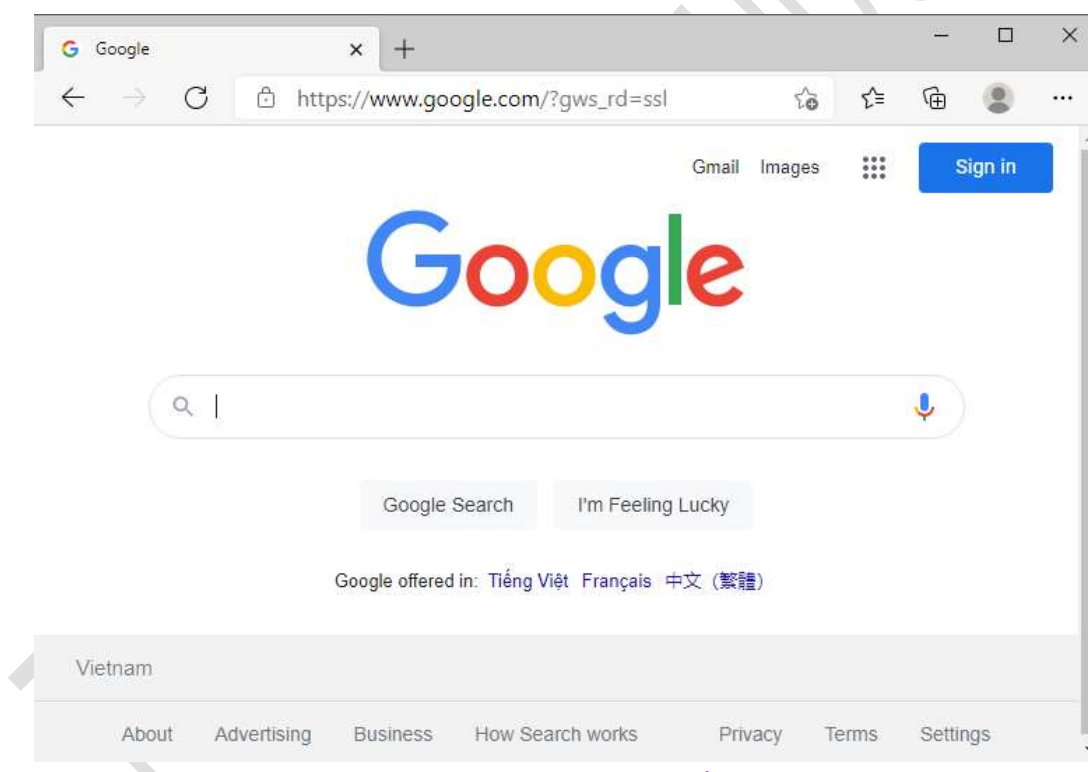 Google
https://www.google.com/?gws_rd=ssl
Gmail Images Sign in
Google
Google Search I'm Feeling Lucky
Google offered in: Tiếng Việt Français 中文 (繁體)
Vietnam
About Advertising Business How Search works Privacy Terms Settings